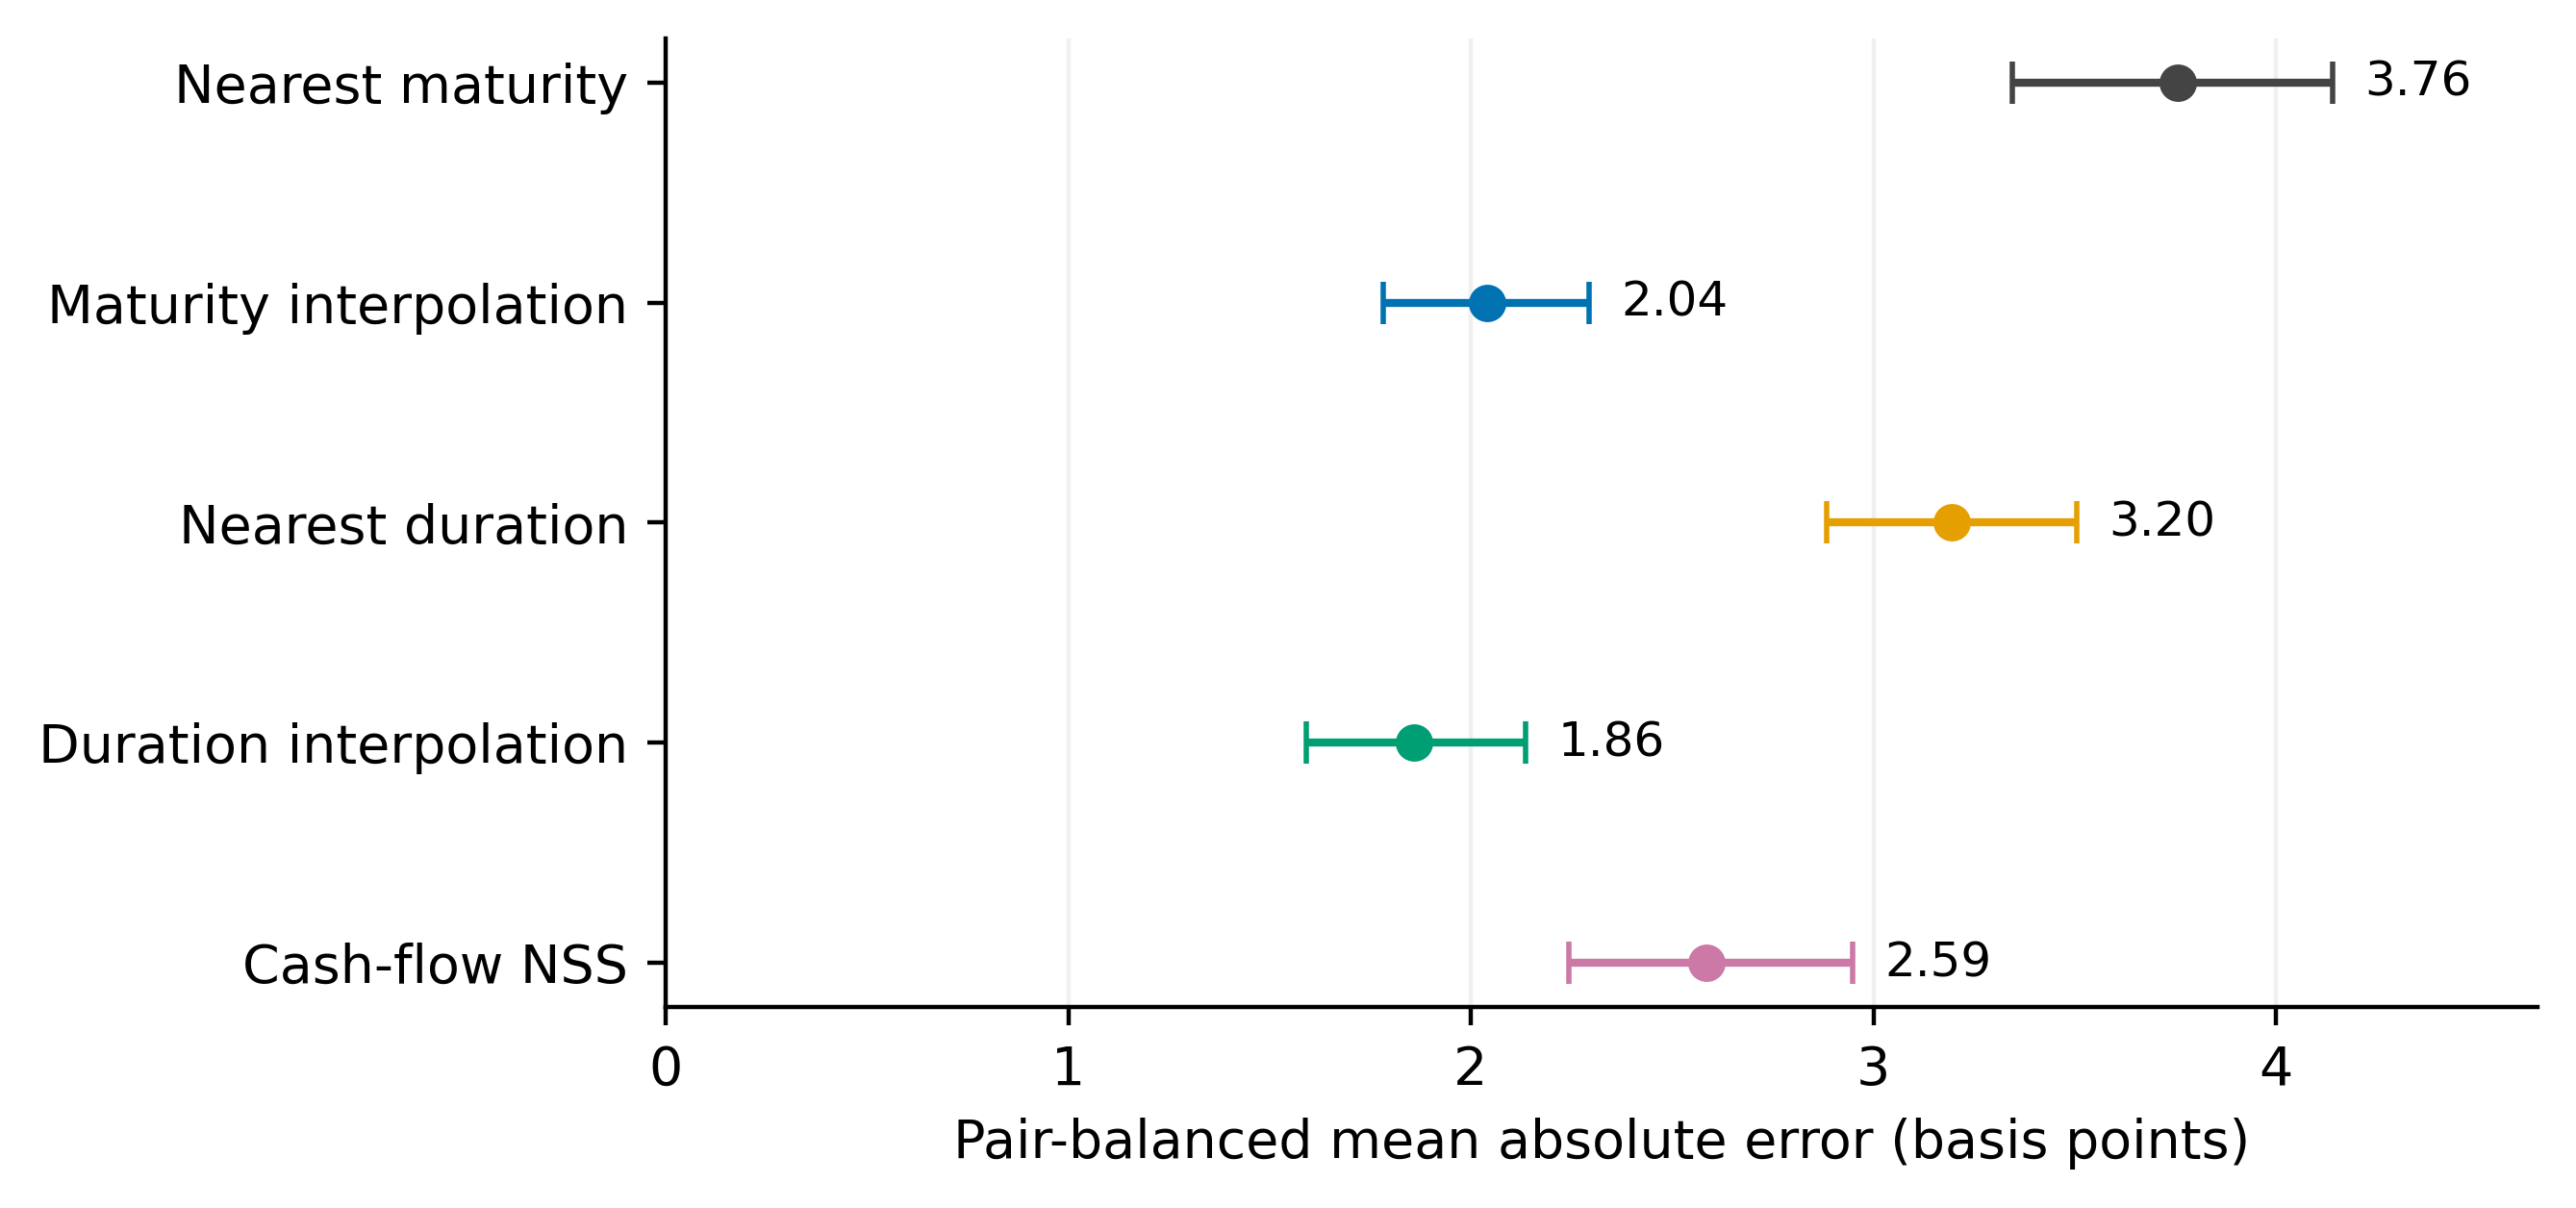 Nearest maturity
3.76
Maturity interpolation
2.04
Nearest duration
3.20
Duration interpolation
1.86
Cash-flow NSS
2.59
0 1 2 3 4
Pair-balanced mean absolute error (basis points)